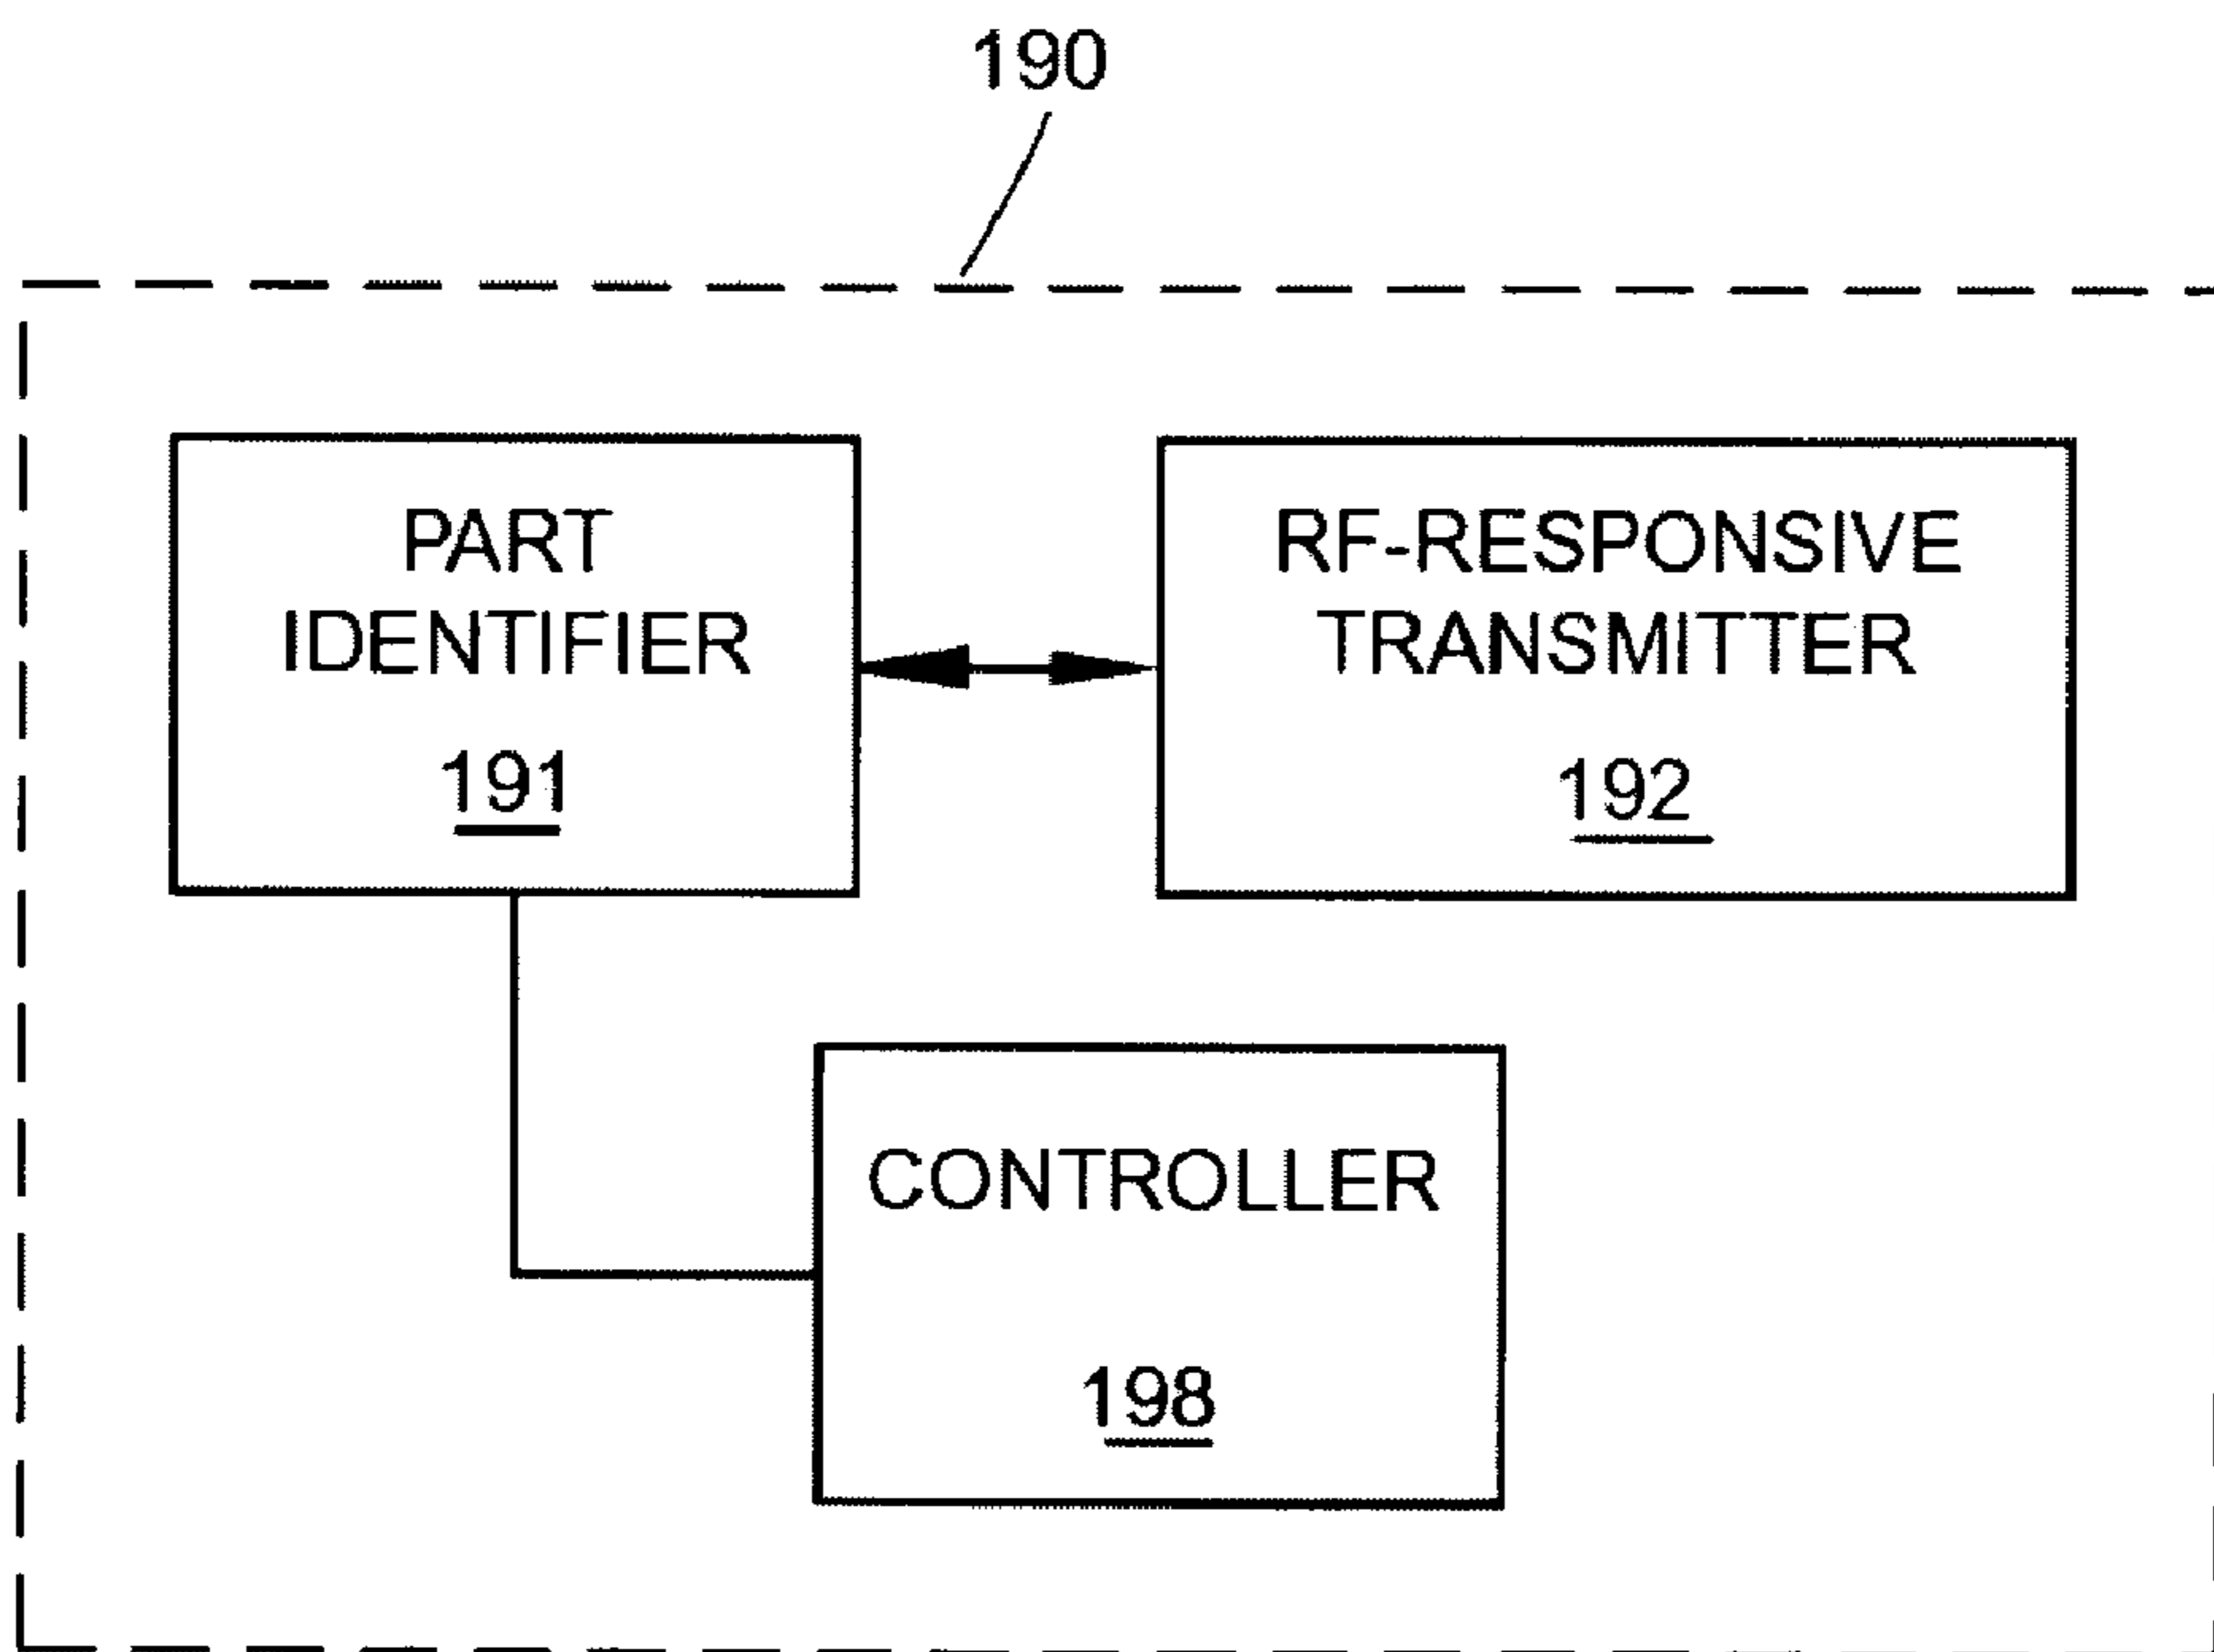 190
PART
IDENTIFIER
191
RF-RESPONSIVE
TRANSMITTER
192
CONTROLLER
198